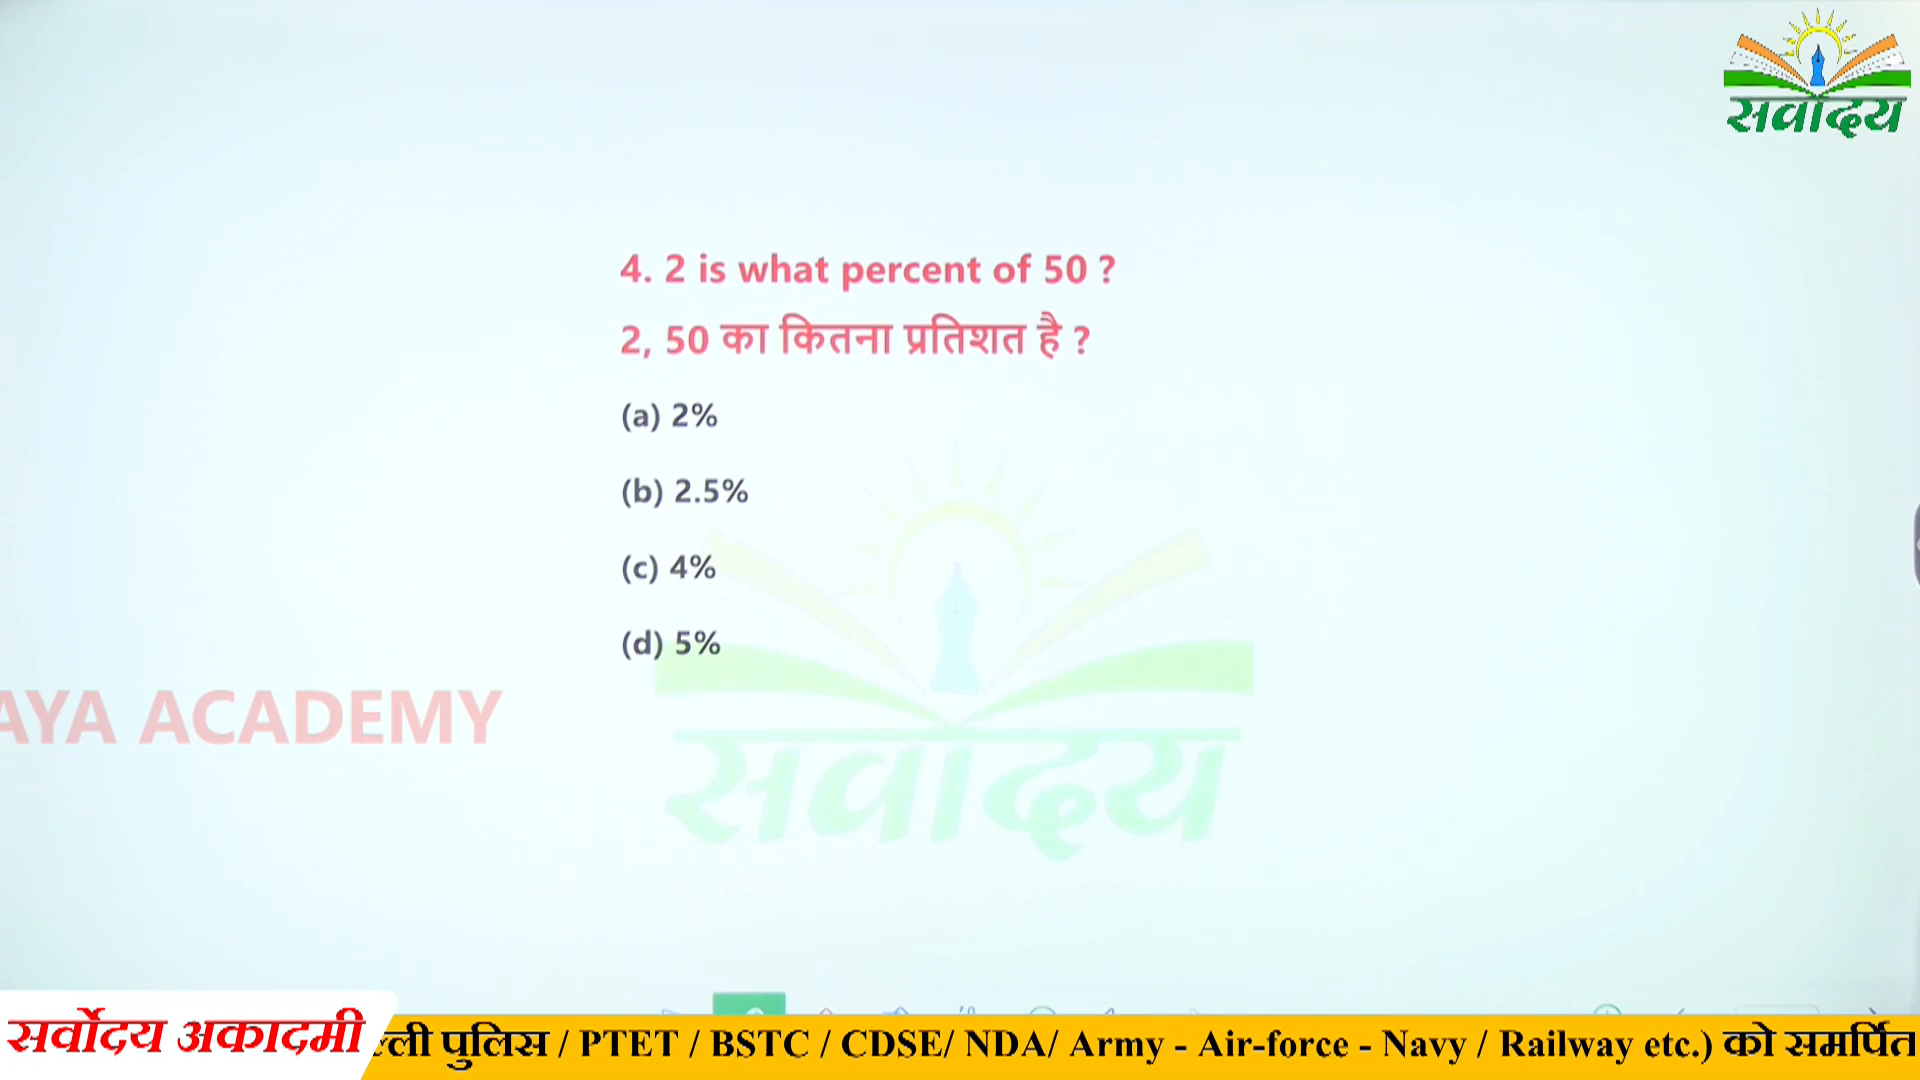 सर्वोदय
4. 2 is what percent of 50 ?
2, 50 का कितना प्रतिशत है ?
(a) 2%
(b) 2.5%
(c) 4%
(d) 5%
AYA ACADEMY
सर्वोदय
सर्वोदय अकादमी
ल्ली पुलिस / PTET / BSTC / CDSE/ NDA/ Army - Air-force - Navy / Railway etc.) को समर्पित